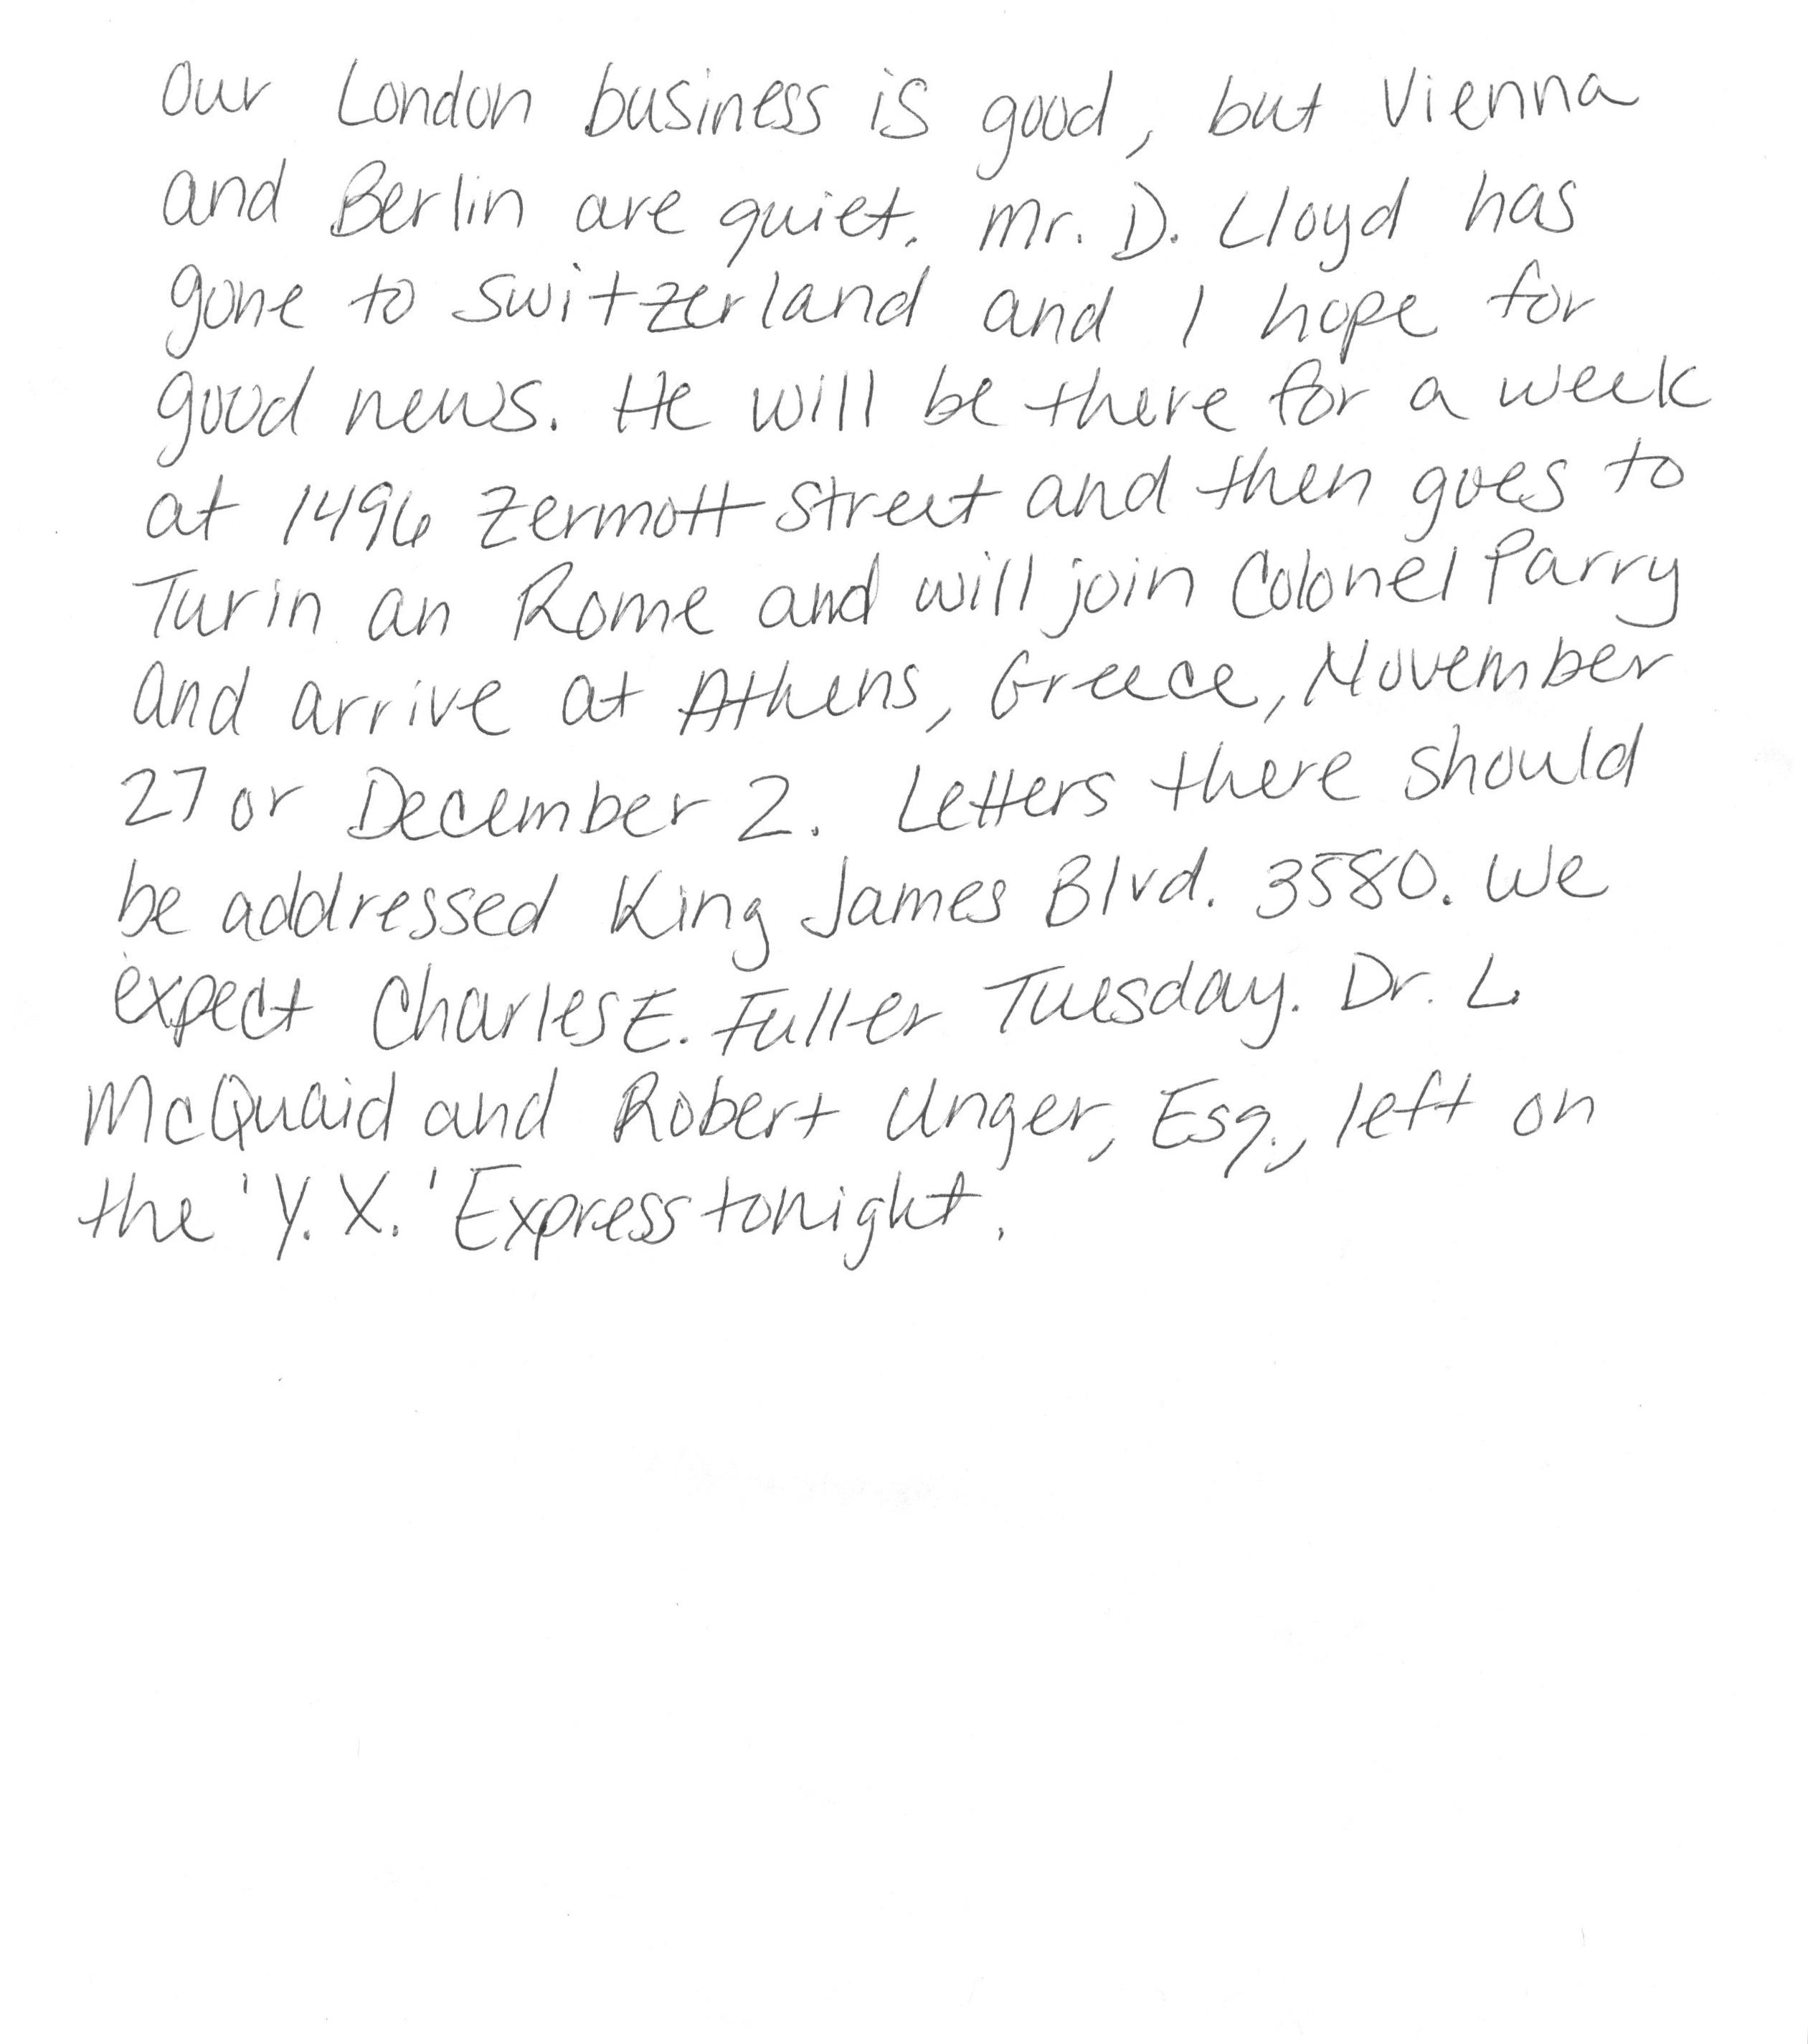 Our London business is good, but Vienna
and Berlin are quiet. Mr. D. Lloyd has
gone to Switzerland and I hope for
good news. He will be there for a week
at 1496 Zermott Street and then goes to
Turin an Rome and will join Colonel Parry
and arrive at Athens, Greece, November
27 or December 2. Letters there should
be addressed King James Blvd. 3580. We
expect Charles E. Fuller Tuesday. Dr. L.
McQuaid and Robert Unger, Esq., left on
the 'Y.X.' Express tonight.